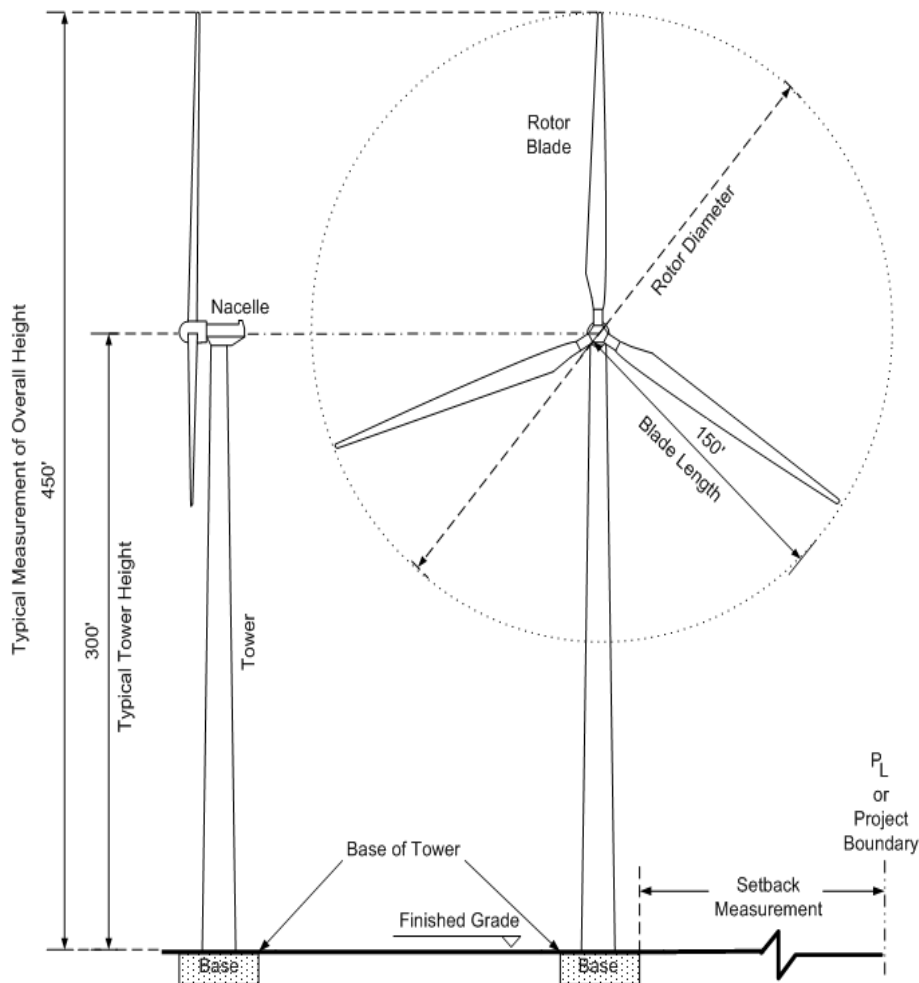 Rotor
Blade
Rotor Diameter
Nacelle
Typical Measurement of Overall Height
450'
300'
Typical Tower Height
Tower
150'
Blade Length
Base of Tower
Finished Grade
PL
or
Project
Boundary
Setback
Measurement
Base
Base